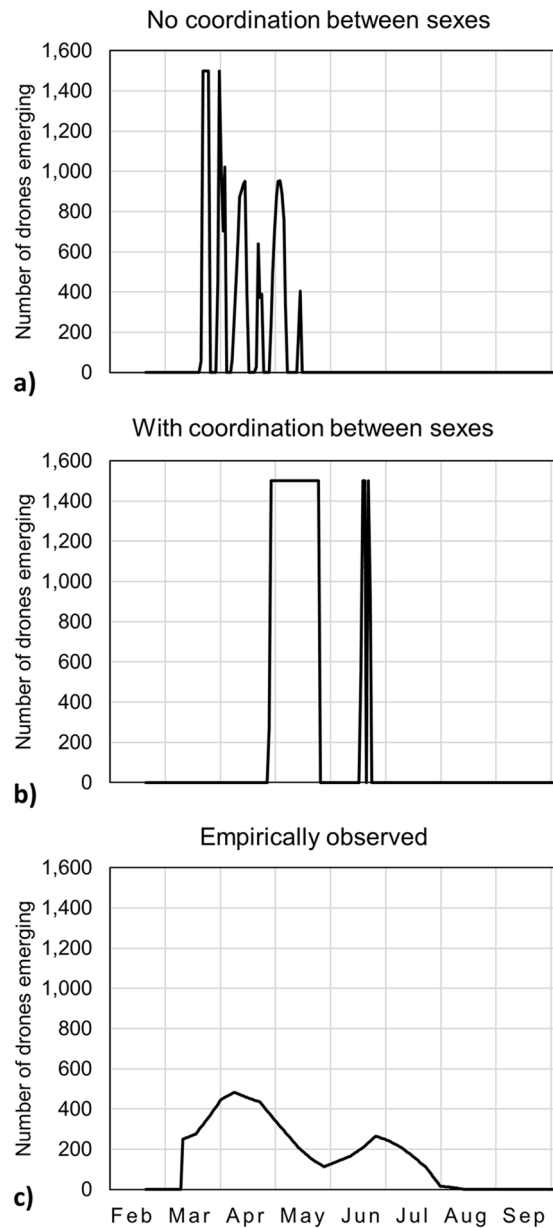 No coordination between sexes
Number of drones emerging
1,600
1,400
1,200
1,000
800
600
400
200
0
a)
With coordination between sexes
Number of drones emerging
1,600
1,400
1,200
1,000
800
600
400
200
0
b)
Empirically observed
Number of drones emerging
1,600
1,400
1,200
1,000
800
600
400
200
0
c)
Feb Mar Apr May Jun Jul Aug Sep